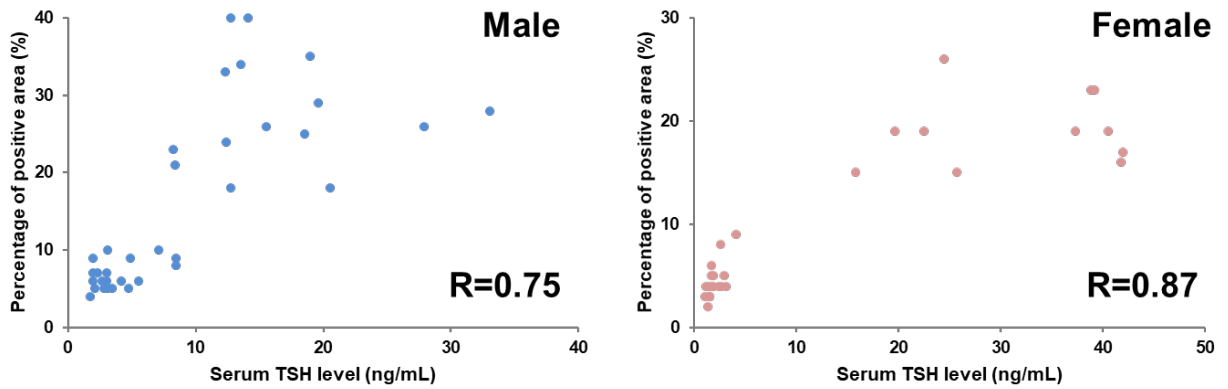 Male
Percentage of positive area (%)
40
30
20
10
0
R=0.75
0 10 20 30 40
Serum TSH level (ng/mL)
Female
Percentage of positive area (%)
30
20
10
0
R=0.87
0 10 20 30 40 50
Serum TSH level (ng/mL)